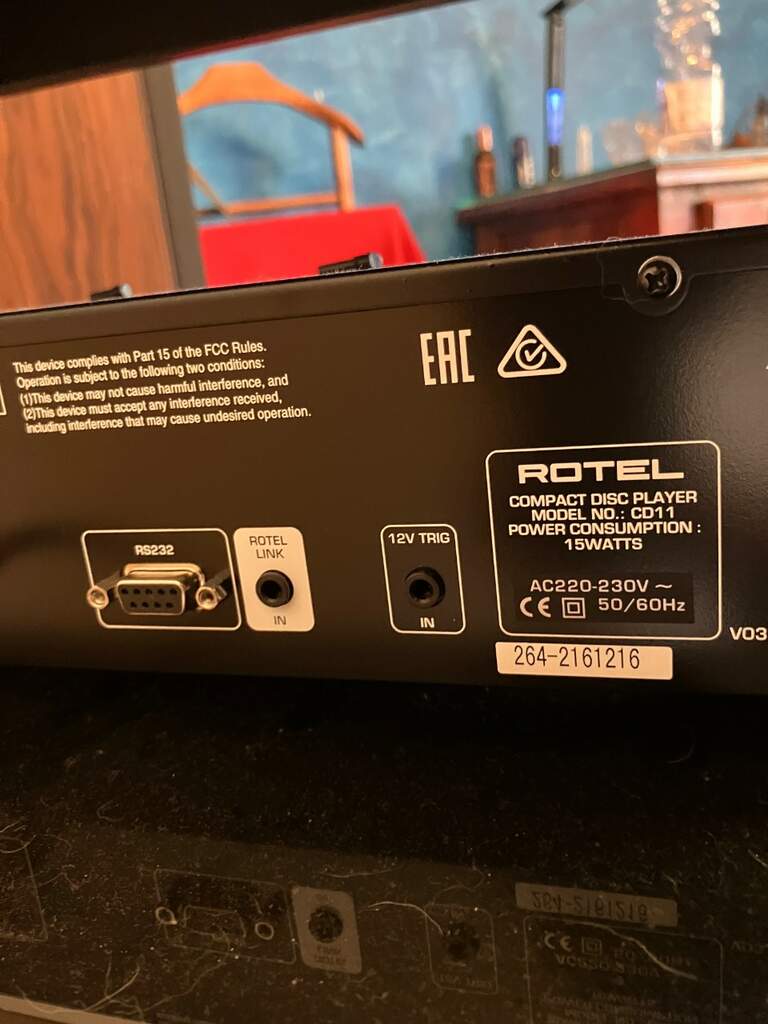 This device complies with Part 15 of the FCC Rules.
Operation is subject to the following two conditions:
(1)This device may not cause harmful interference, and
(2)This device must accept any interference received,
including interference that may cause undesired operation.
EAC
RS232
ROTEL
LINK
IN
12V TRIG
IN
ROTEL
COMPACT DISC PLAYER
MODEL NO.: CD11
POWER CONSUMPTION :
15WATTS
AC220-230V ~
CE 50/60Hz
264-2161216
V03